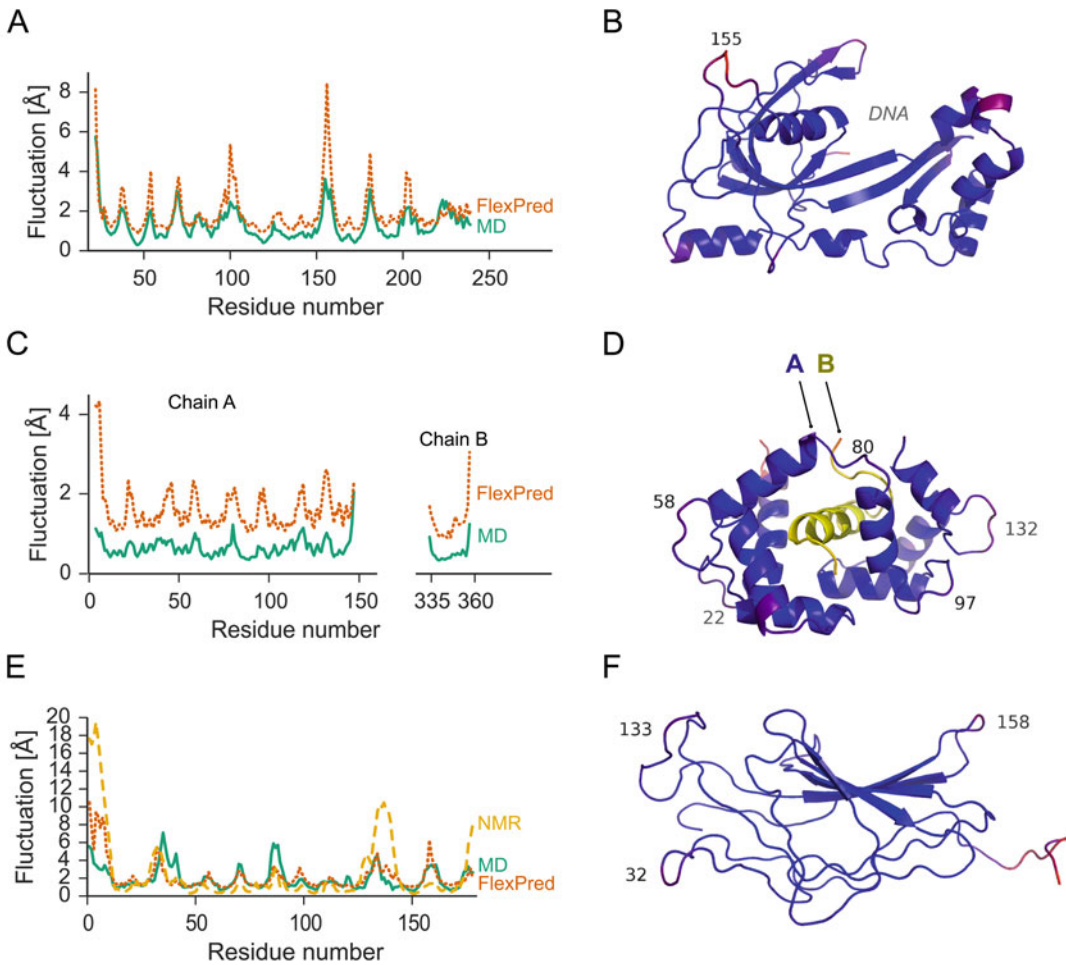 A
Fluctuation [Å]
8
6
4
2
0
FlexPred
MD
50
100
150
200
250
Residue number
B
155
DNA
C
Fluctuation [Å]
4
2
0
Chain A
Chain B
FlexPred
MD
0
50
100
150
335
360
Residue number
D
A B
80
58
132
22
97
E
Fluctuation [Å]
20
18
16
14
12
10
8
6
4
2
0
NMR
MD
FlexPred
0
50
100
150
Residue number
F
133
158
32